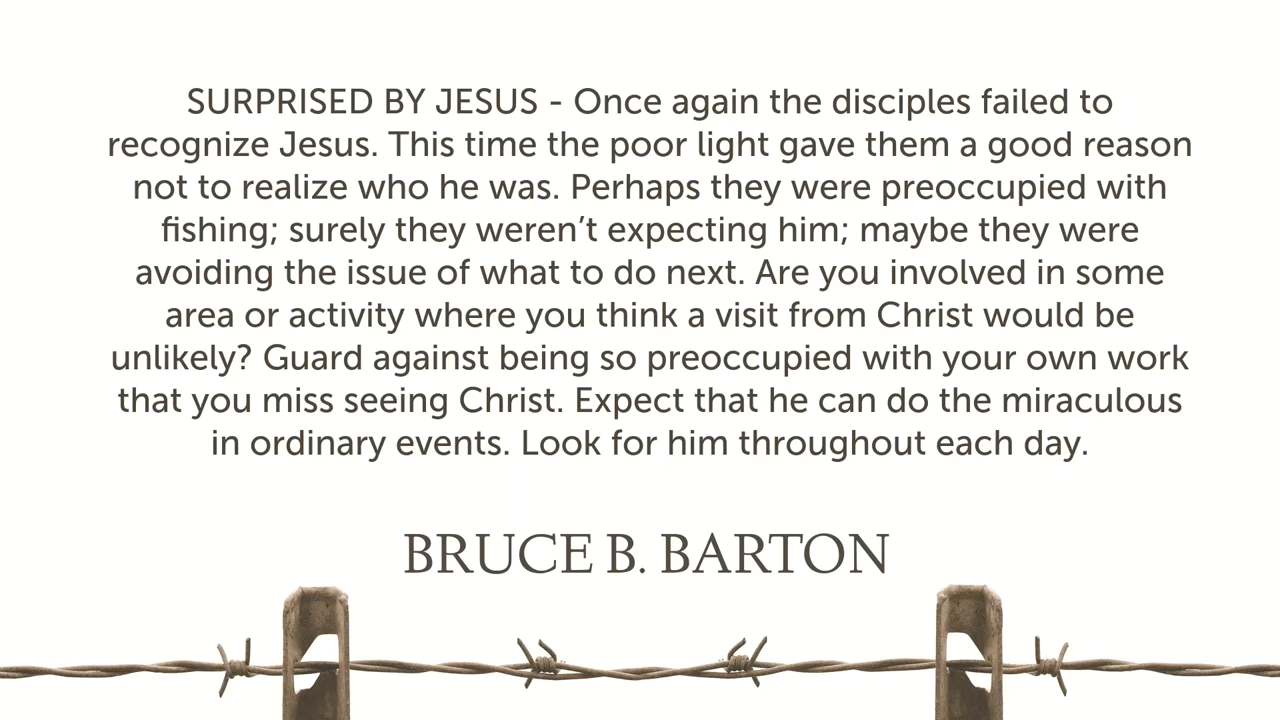 SURPRISED BY JESUS - Once again the disciples failed to
recognize Jesus. This time the poor light gave them a good reason
not to realize who he was. Perhaps they were preoccupied with
fishing; surely they weren’t expecting him; maybe they were
avoiding the issue of what to do next. Are you involved in some
area or activity where you think a visit from Christ would be
unlikely? Guard against being so preoccupied with your own work
that you miss seeing Christ. Expect that he can do the miraculous
in ordinary events. Look for him throughout each day.
BRUCE B. BARTON